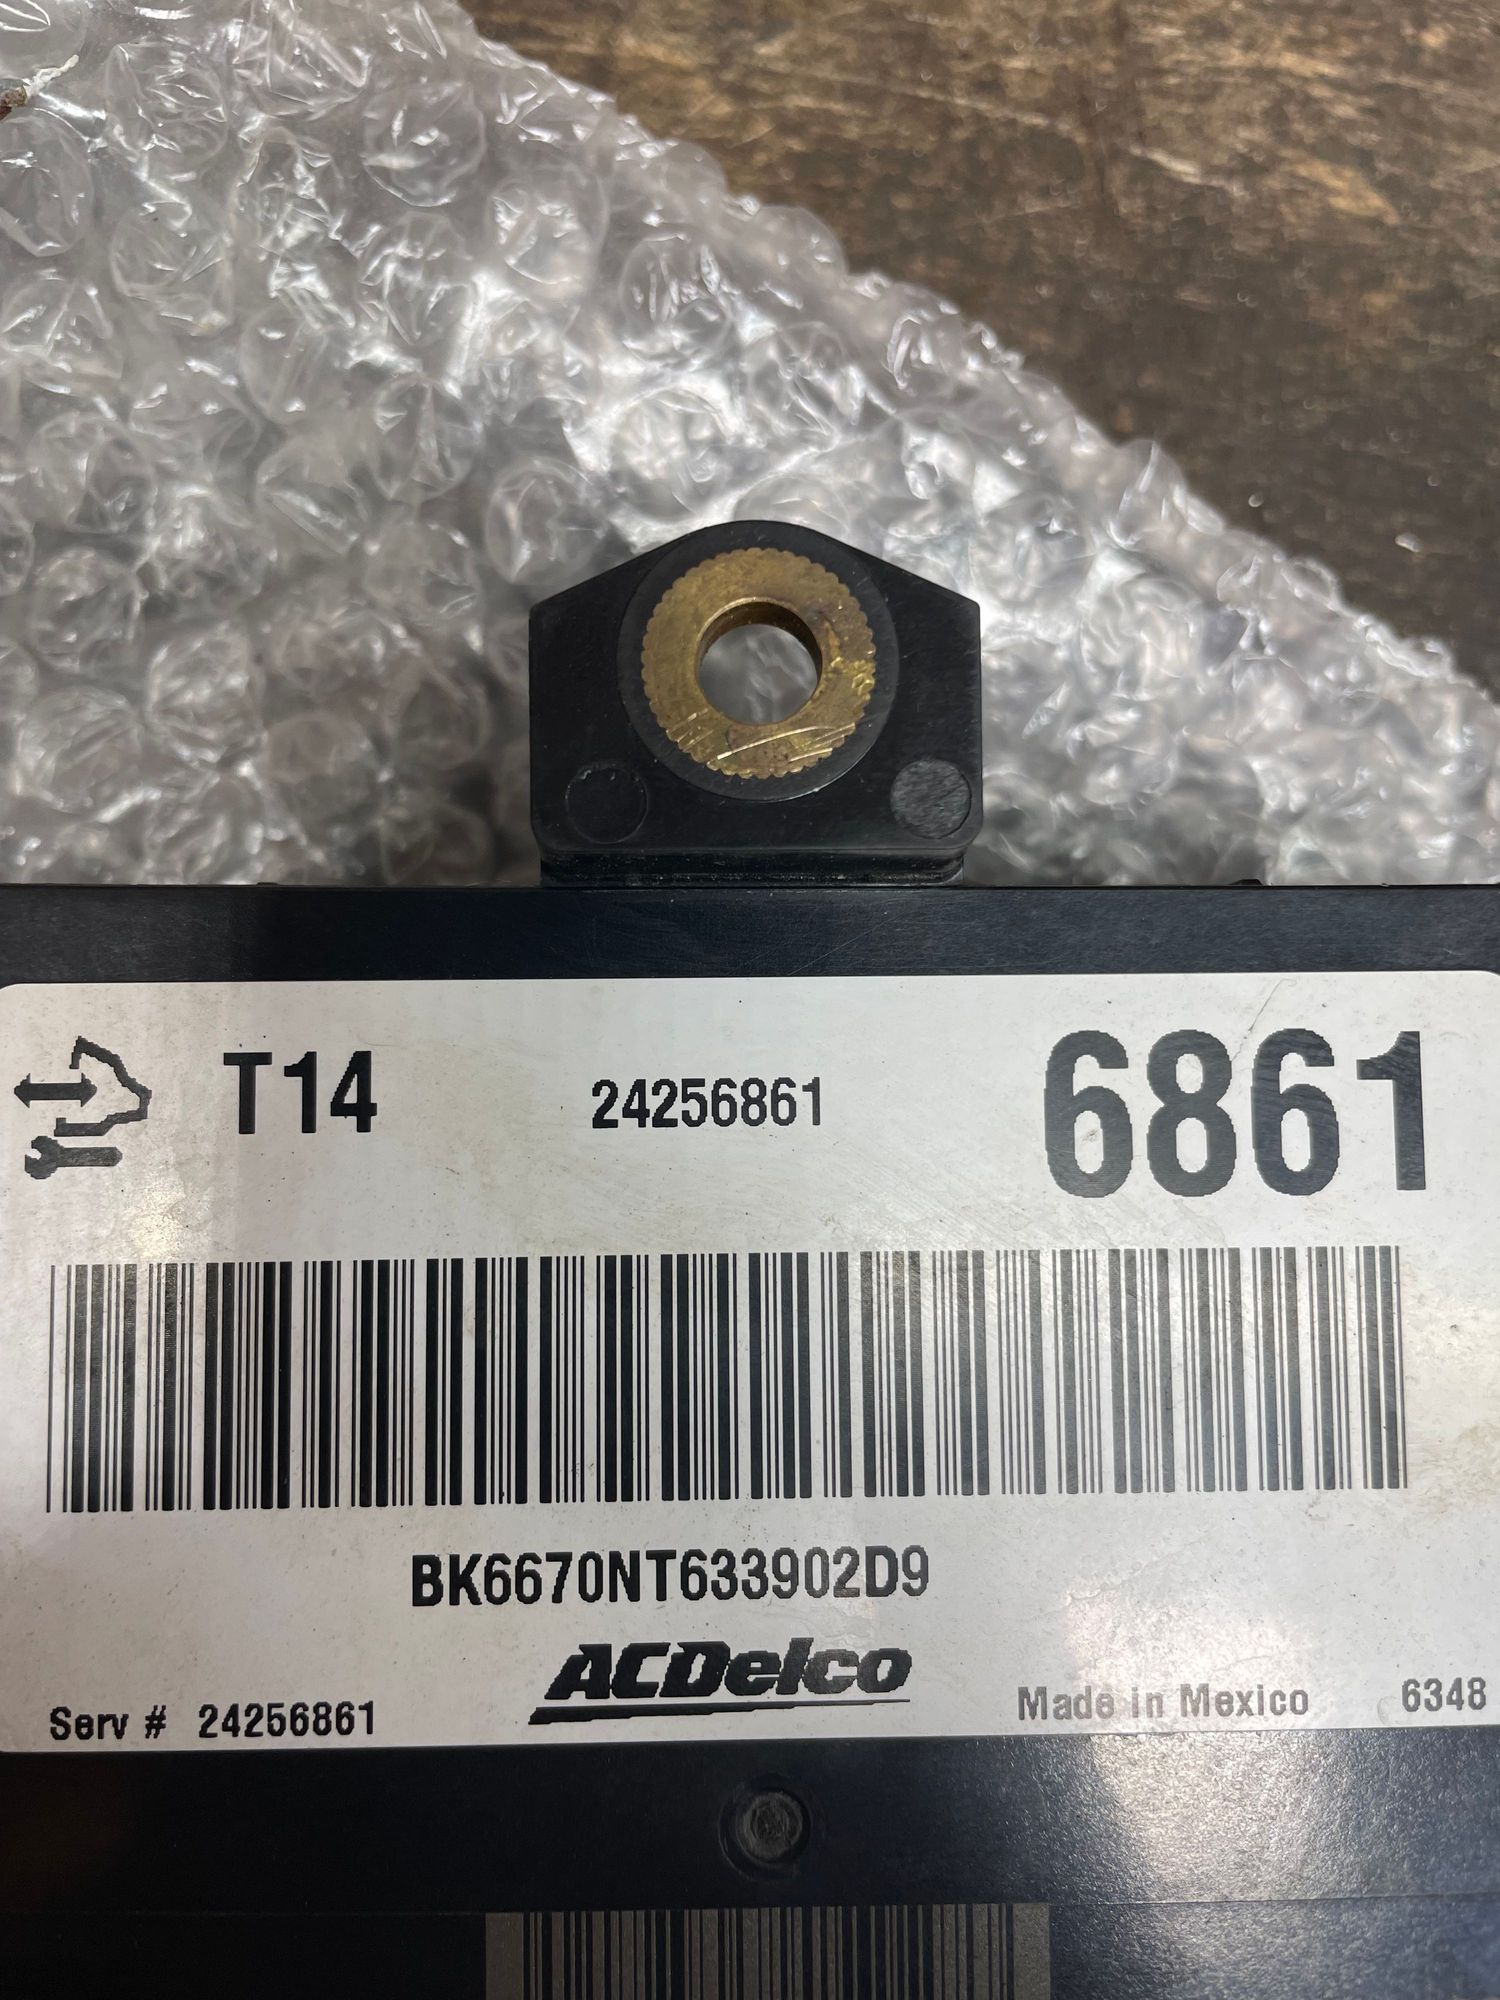 T14 24256861 6861
BK6670NT633902D9
ACDelco
Serv # 24256861 Made in Mexico 6348